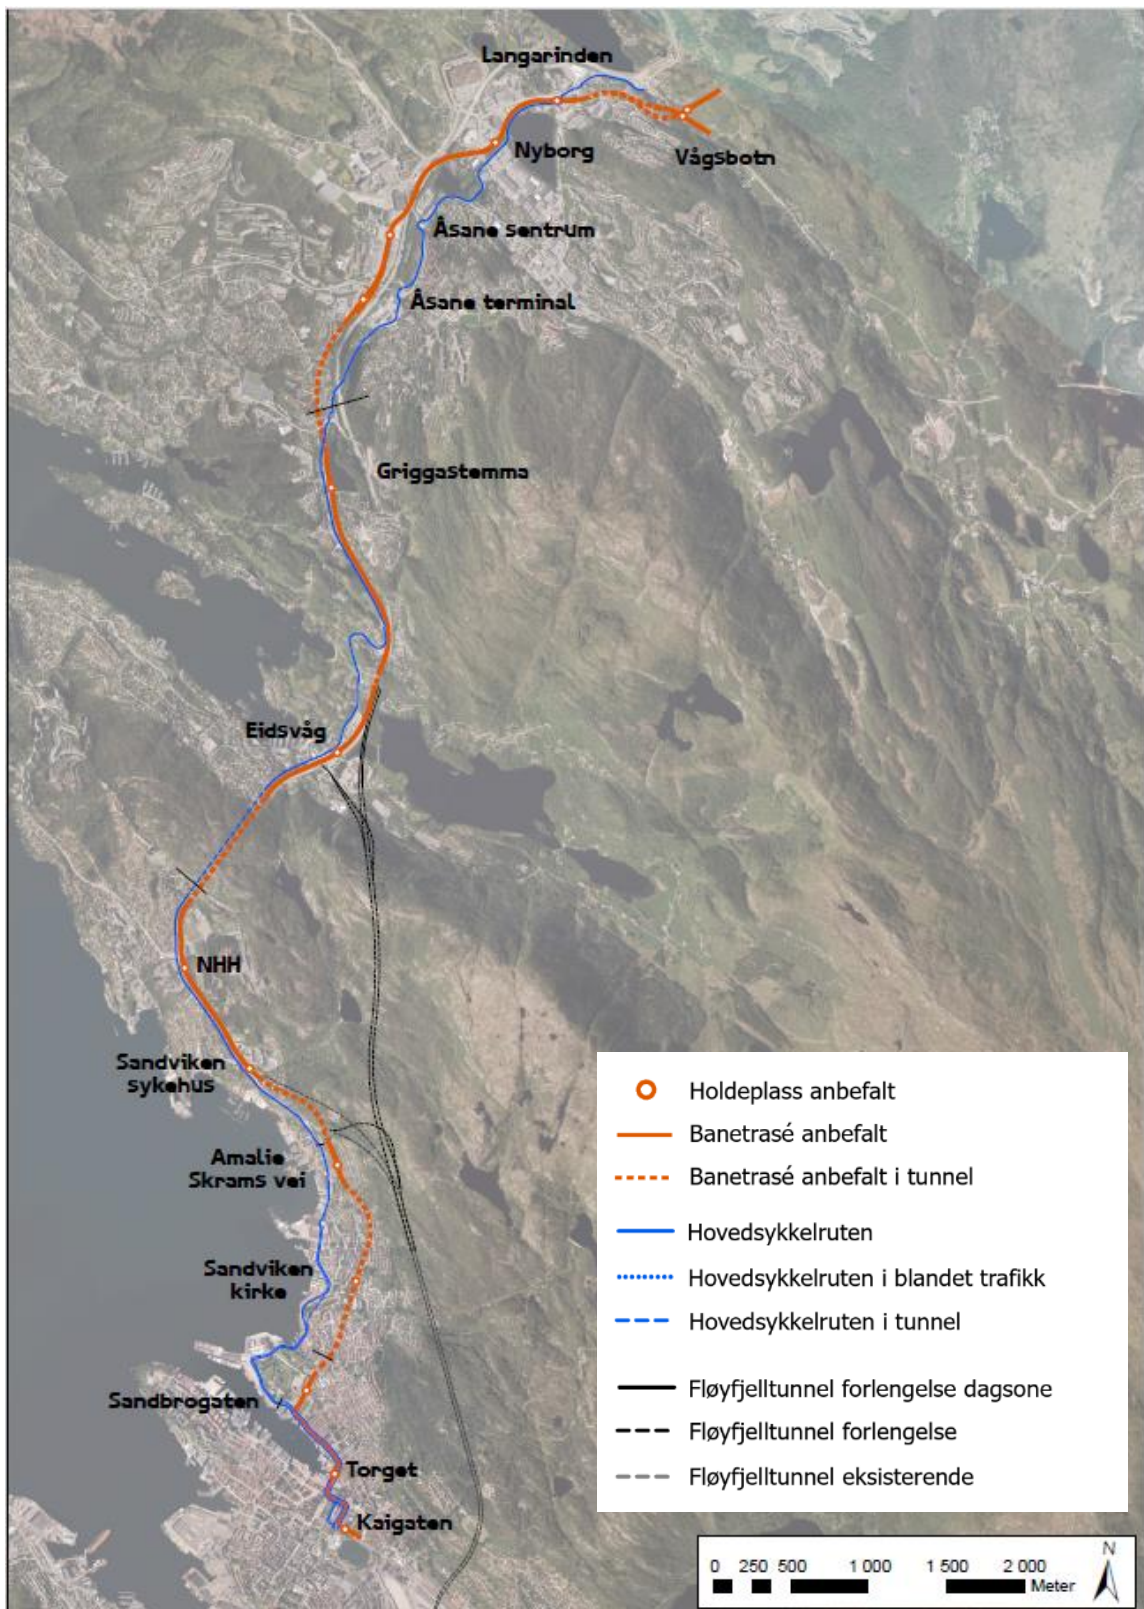 Langarinden
Nyborg
Vågsbotn
Åsane sentrum
Åsane terminal
Griggastemma
Eidsvåg
NHH
Sandviken
sykehus
Amalie
Skrams vei
Sandviken
kirke
Sandbrogaten
Torget
Kaigaten
Holdeplass anbefalt
Banetrasé anbefalt
Banetrasé anbefalt i tunnel
Hovedsykkelruten
Hovedsykkelruten i blandet trafikk
Hovedsykkelruten i tunnel
Fløyfjelltunnel forlengelse dagsone
Fløyfjelltunnel forlengelse
Fløyfjelltunnel eksisterende
0 250 500 1 000 1 500 2 000
Meter
N